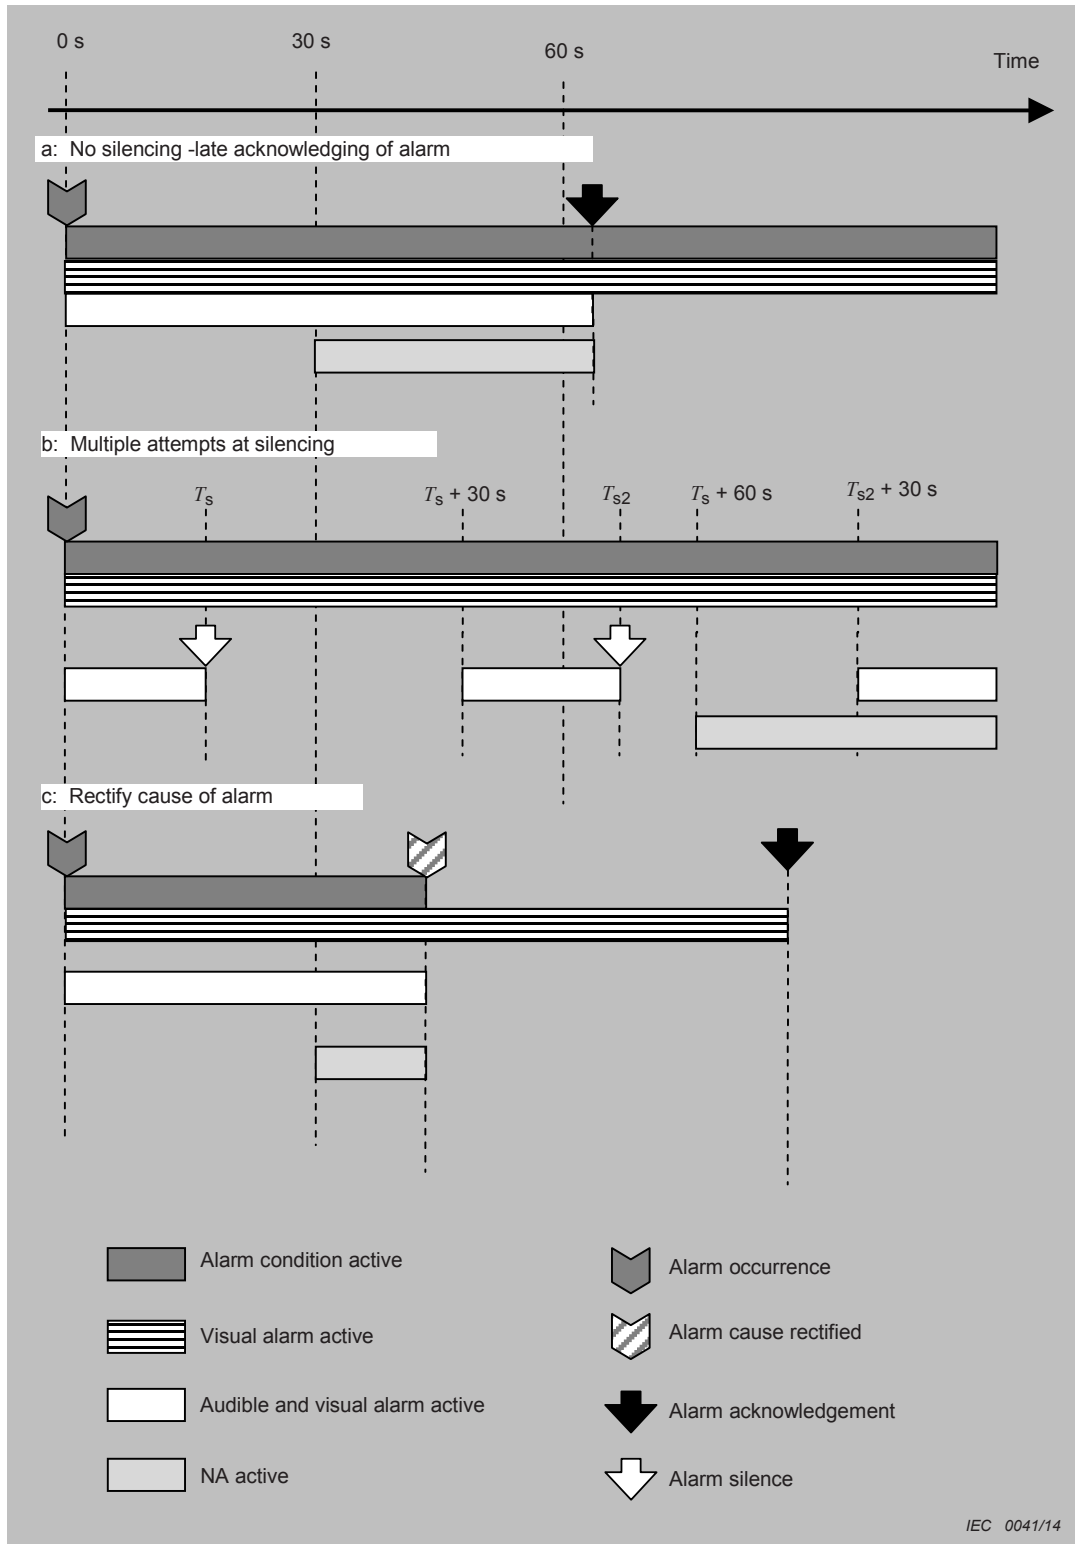 0 s
30 s
60 s
Time
a: No silencing -late acknowledging of alarm
b: Multiple attempts at silencing
Ts
Ts + 30 s
Ts2
Ts + 60 s
Ts2 + 30 s
c: Rectify cause of alarm
Alarm condition active
Alarm occurrence
Visual alarm active
Alarm cause rectified
Audible and visual alarm active
Alarm acknowledgement
NA active
Alarm silence
IEC 0041/14